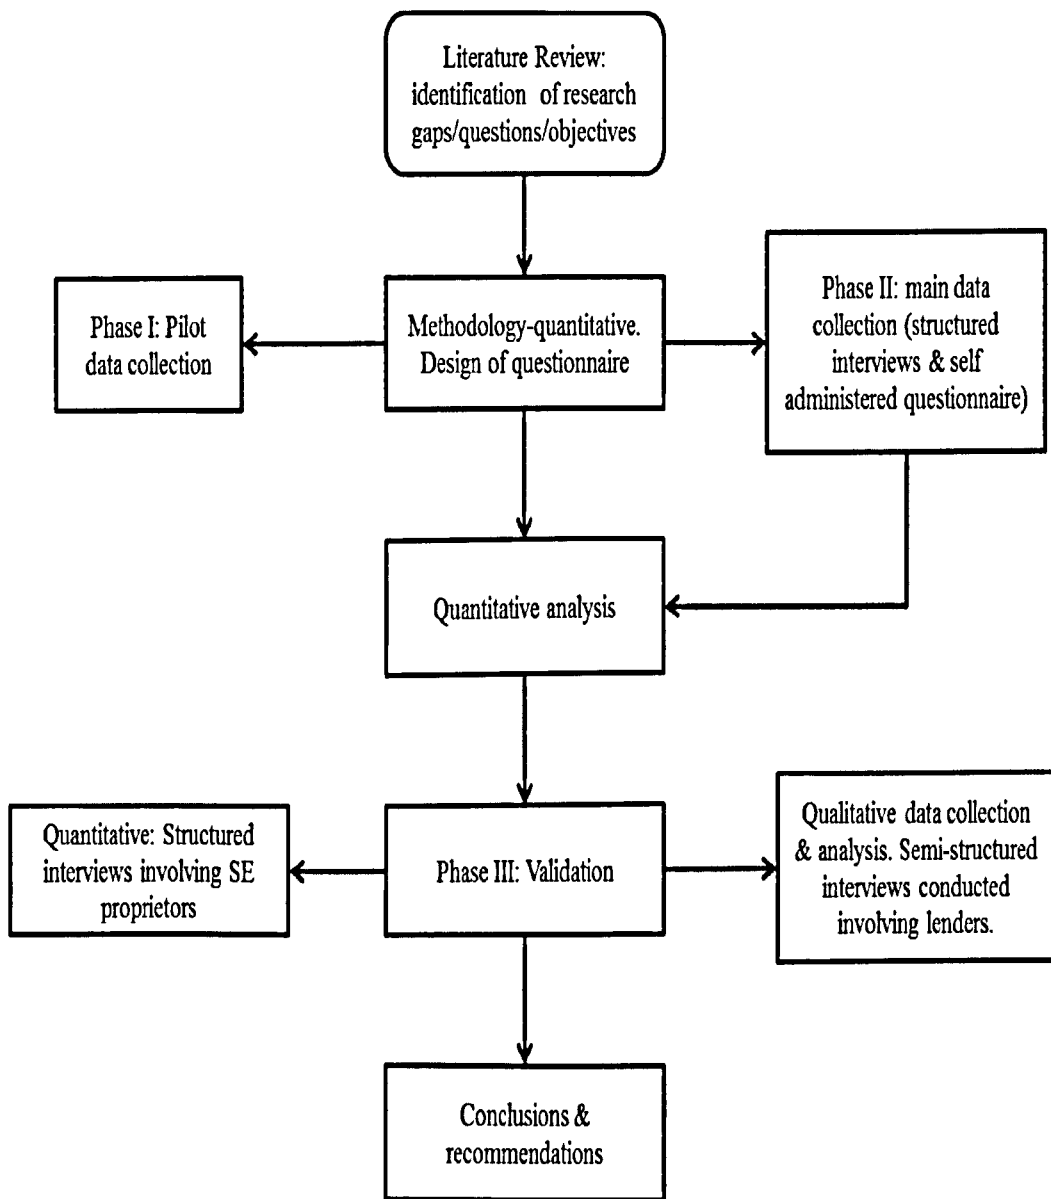 Literature Review:
identification of research
gaps/questions/objectives
Phase I: Pilot
data collection
Methodology-quantitative.
Design of questionnaire
Phase II: main data
collection (structured
interviews & self
administered questionnaire)
Quantitative analysis
Quantitative: Structured
interviews involving SE
proprietors
Phase III: Validation
Qualitative data collection
& analysis. Semi-structured
interviews conducted
involving lenders.
Conclusions &
recommendations